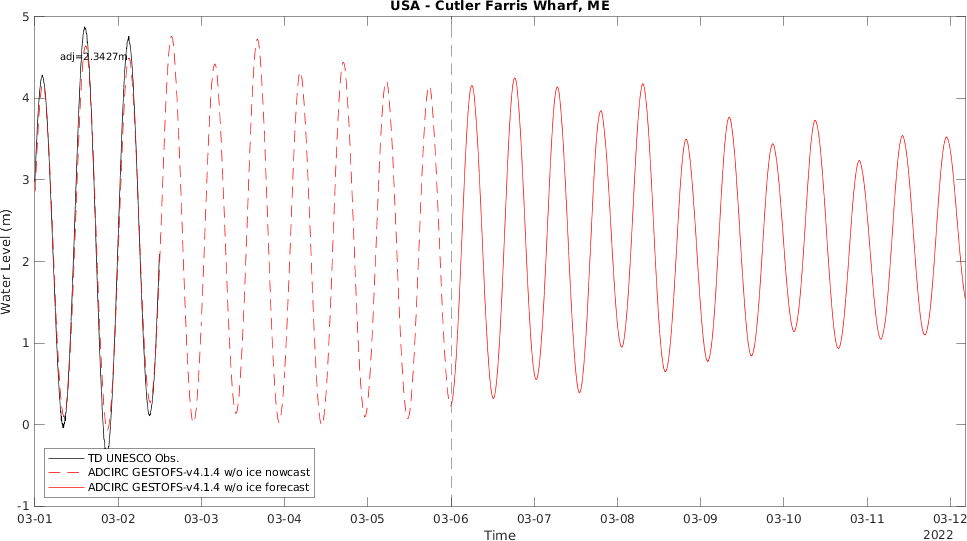 USA - Cutler Farris Wharf, ME
5
adj=2.3427m
4
3
2
1
0
-1
Water Level (m)
TD UNESCO Obs.
ADCIRC GESTOFS-v4.1.4 w/o ice nowcast
ADCIRC GESTOFS-v4.1.4 w/o ice forecast
03-01 03-02 03-03 03-04 03-05 03-06 03-07 03-08 03-09 03-10 03-11 03-12
Time
2022